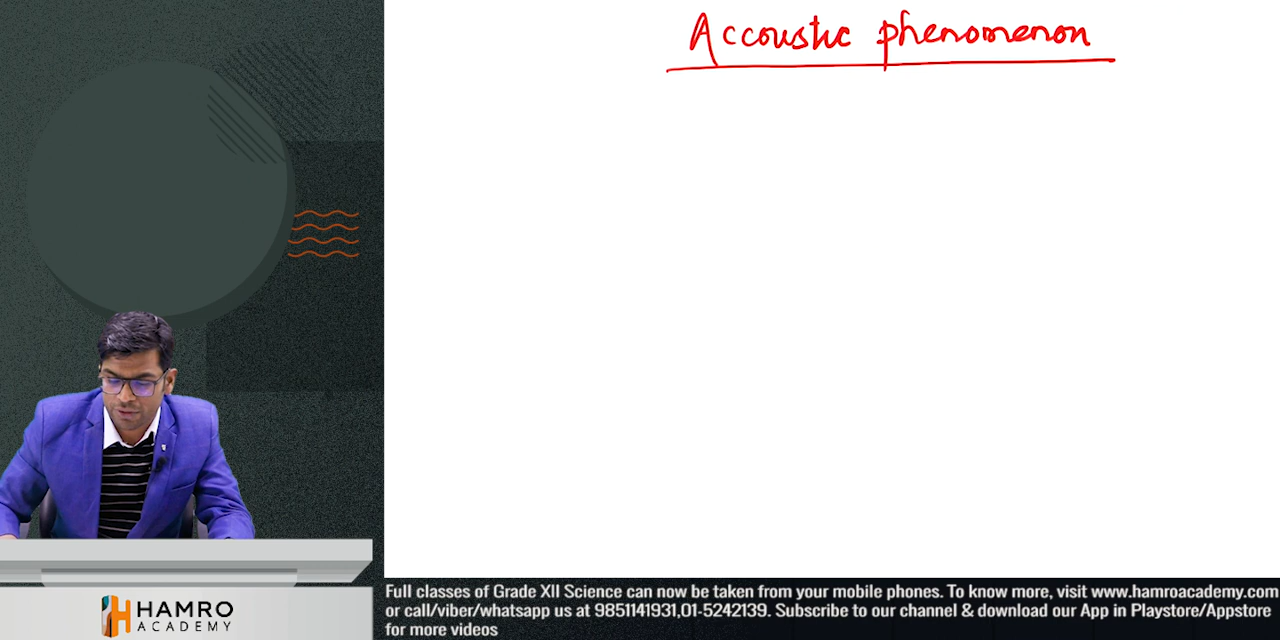 Accoustic phenomenon
HAMRO
ACADEMY
Full classes of Grade XII Science can now be taken from your mobile phones. To know more, visit www.hamroacademy.com
or call/viber/whatsapp us at 9851141931,01-5242139. Subscribe to our channel & download our App in Playstore/Appstore
for more videos